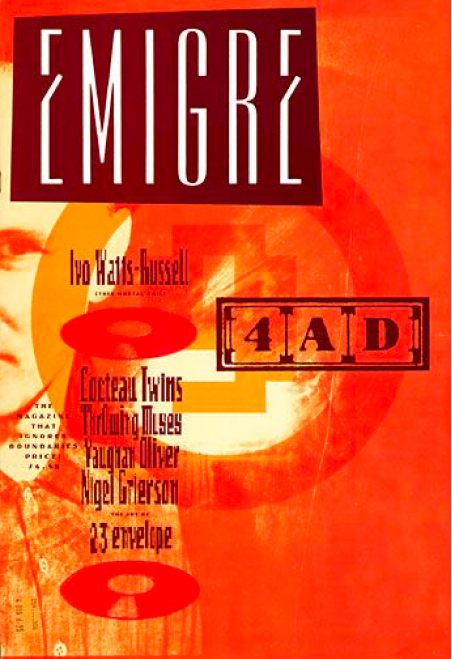 EMIGRE
Ivo Watts-Russell
(THIS MORTAL COIL)
4AD
Cocteau Twins
Throwing Muses
Vaughan Oliver
Nigel Grierson
THE ART OF
23 envelope
THE
MAGAZINE
THAT
IGNORES
BOUNDARIES
PRICE: